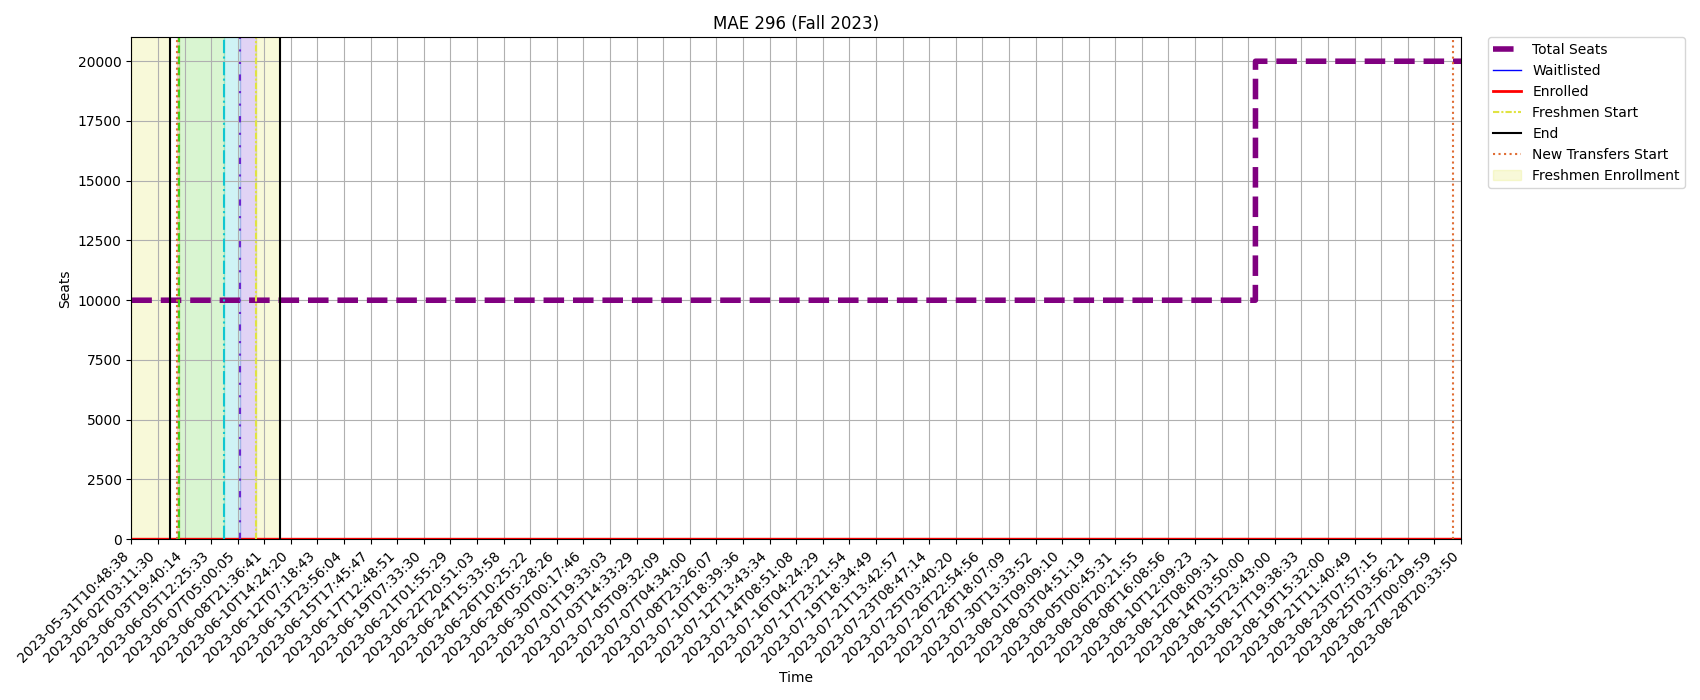 MAE 296 (Fall 2023)
Total Seats
Waitlisted
Enrolled
Freshmen Start
End
New Transfers Start
Freshmen Enrollment
Seats
20000
17500
15000
12500
10000
7500
5000
2500
0
2023-05-31T10:48:38
2023-06-02T03:11:30
2023-06-03T19:40:14
2023-06-05T12:25:33
2023-06-07T05:00:05
2023-06-08T21:36:41
2023-06-10T14:24:20
2023-06-12T07:18:43
2023-06-13T23:56:04
2023-06-15T17:45:47
2023-06-17T12:48:51
2023-06-19T07:33:30
2023-06-21T01:55:29
2023-06-22T20:51:03
2023-06-24T15:33:58
2023-06-26T10:25:22
2023-06-28T05:28:26
2023-06-30T00:17:46
2023-07-01T19:33:03
2023-07-03T14:33:29
2023-07-05T09:32:09
2023-07-07T04:34:00
2023-07-08T23:26:07
2023-07-10T18:39:36
2023-07-12T13:43:34
2023-07-14T08:51:08
2023-07-16T04:24:29
2023-07-17T23:21:54
2023-07-19T18:34:49
2023-07-21T13:42:57
2023-07-23T08:47:14
2023-07-25T03:40:20
2023-07-26T22:54:56
2023-07-28T18:07:09
2023-07-30T13:33:52
2023-08-01T09:09:10
2023-08-03T04:51:19
2023-08-05T00:45:31
2023-08-06T20:21:55
2023-08-08T16:08:56
2023-08-10T12:09:23
2023-08-12T08:09:31
2023-08-14T03:50:00
2023-08-15T23:43:00
2023-08-17T19:38:33
2023-08-19T15:32:00
2023-08-21T11:40:49
2023-08-23T07:57:15
2023-08-25T03:56:21
2023-08-27T00:09:59
2023-08-28T20:33:50
Time